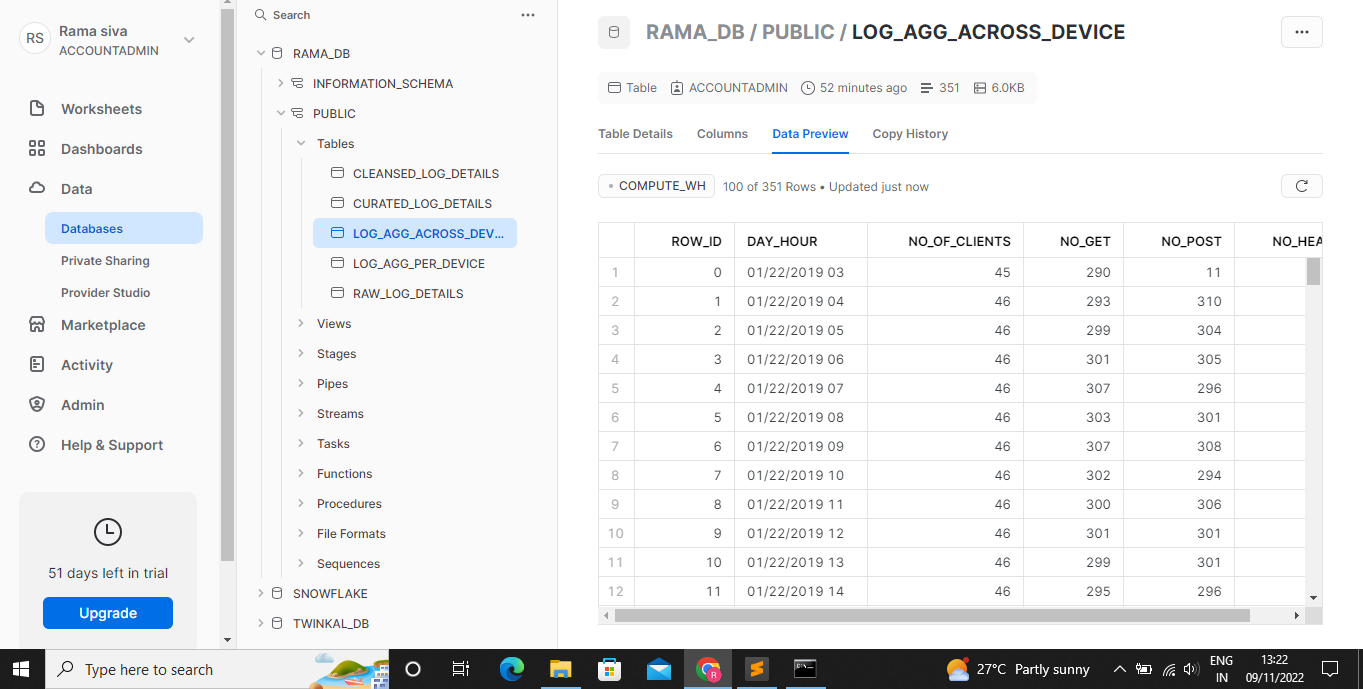 RS
Rama siva
ACCOUNTADMIN
Worksheets
Dashboards
Data
Databases
Private Sharing
Provider Studio
Marketplace
Activity
Admin
Help & Support
51 days left in trial
Upgrade
Search
RAMA_DB
INFORMATION_SCHEMA
PUBLIC
Tables
CLEANSED_LOG_DETAILS
CURATED_LOG_DETAILS
LOG_AGG_ACROSS_DEV...
LOG_AGG_PER_DEVICE
RAW_LOG_DETAILS
Views
Stages
Pipes
Streams
Tasks
Functions
Procedures
File Formats
Sequences
SNOWFLAKE
TWINKAL_DB
RAMA_DB / PUBLIC / LOG_AGG_ACROSS_DEVICE
Table ACCOUNTADMIN 52 minutes ago 351 6.0KB
Table Details Columns Data Preview Copy History
COMPUTE_WH 100 of 351 Rows • Updated just now
ROW_ID DAY_HOUR NO_OF_CLIENTS NO_GET NO_POST NO_HEA
1 0 01/22/2019 03 45 290 11
2 1 01/22/2019 04 46 293 310
3 2 01/22/2019 05 46 299 304
4 3 01/22/2019 06 46 301 305
5 4 01/22/2019 07 46 307 296
6 5 01/22/2019 08 46 303 301
7 6 01/22/2019 09 46 307 308
8 7 01/22/2019 10 46 302 294
9 8 01/22/2019 11 46 300 306
10 9 01/22/2019 12 46 301 301
11 10 01/22/2019 13 46 299 301
12 11 01/22/2019 14 46 295 296
Type here to search
R
27°C Partly sunny
ENG
IN
13:22
09/11/2022